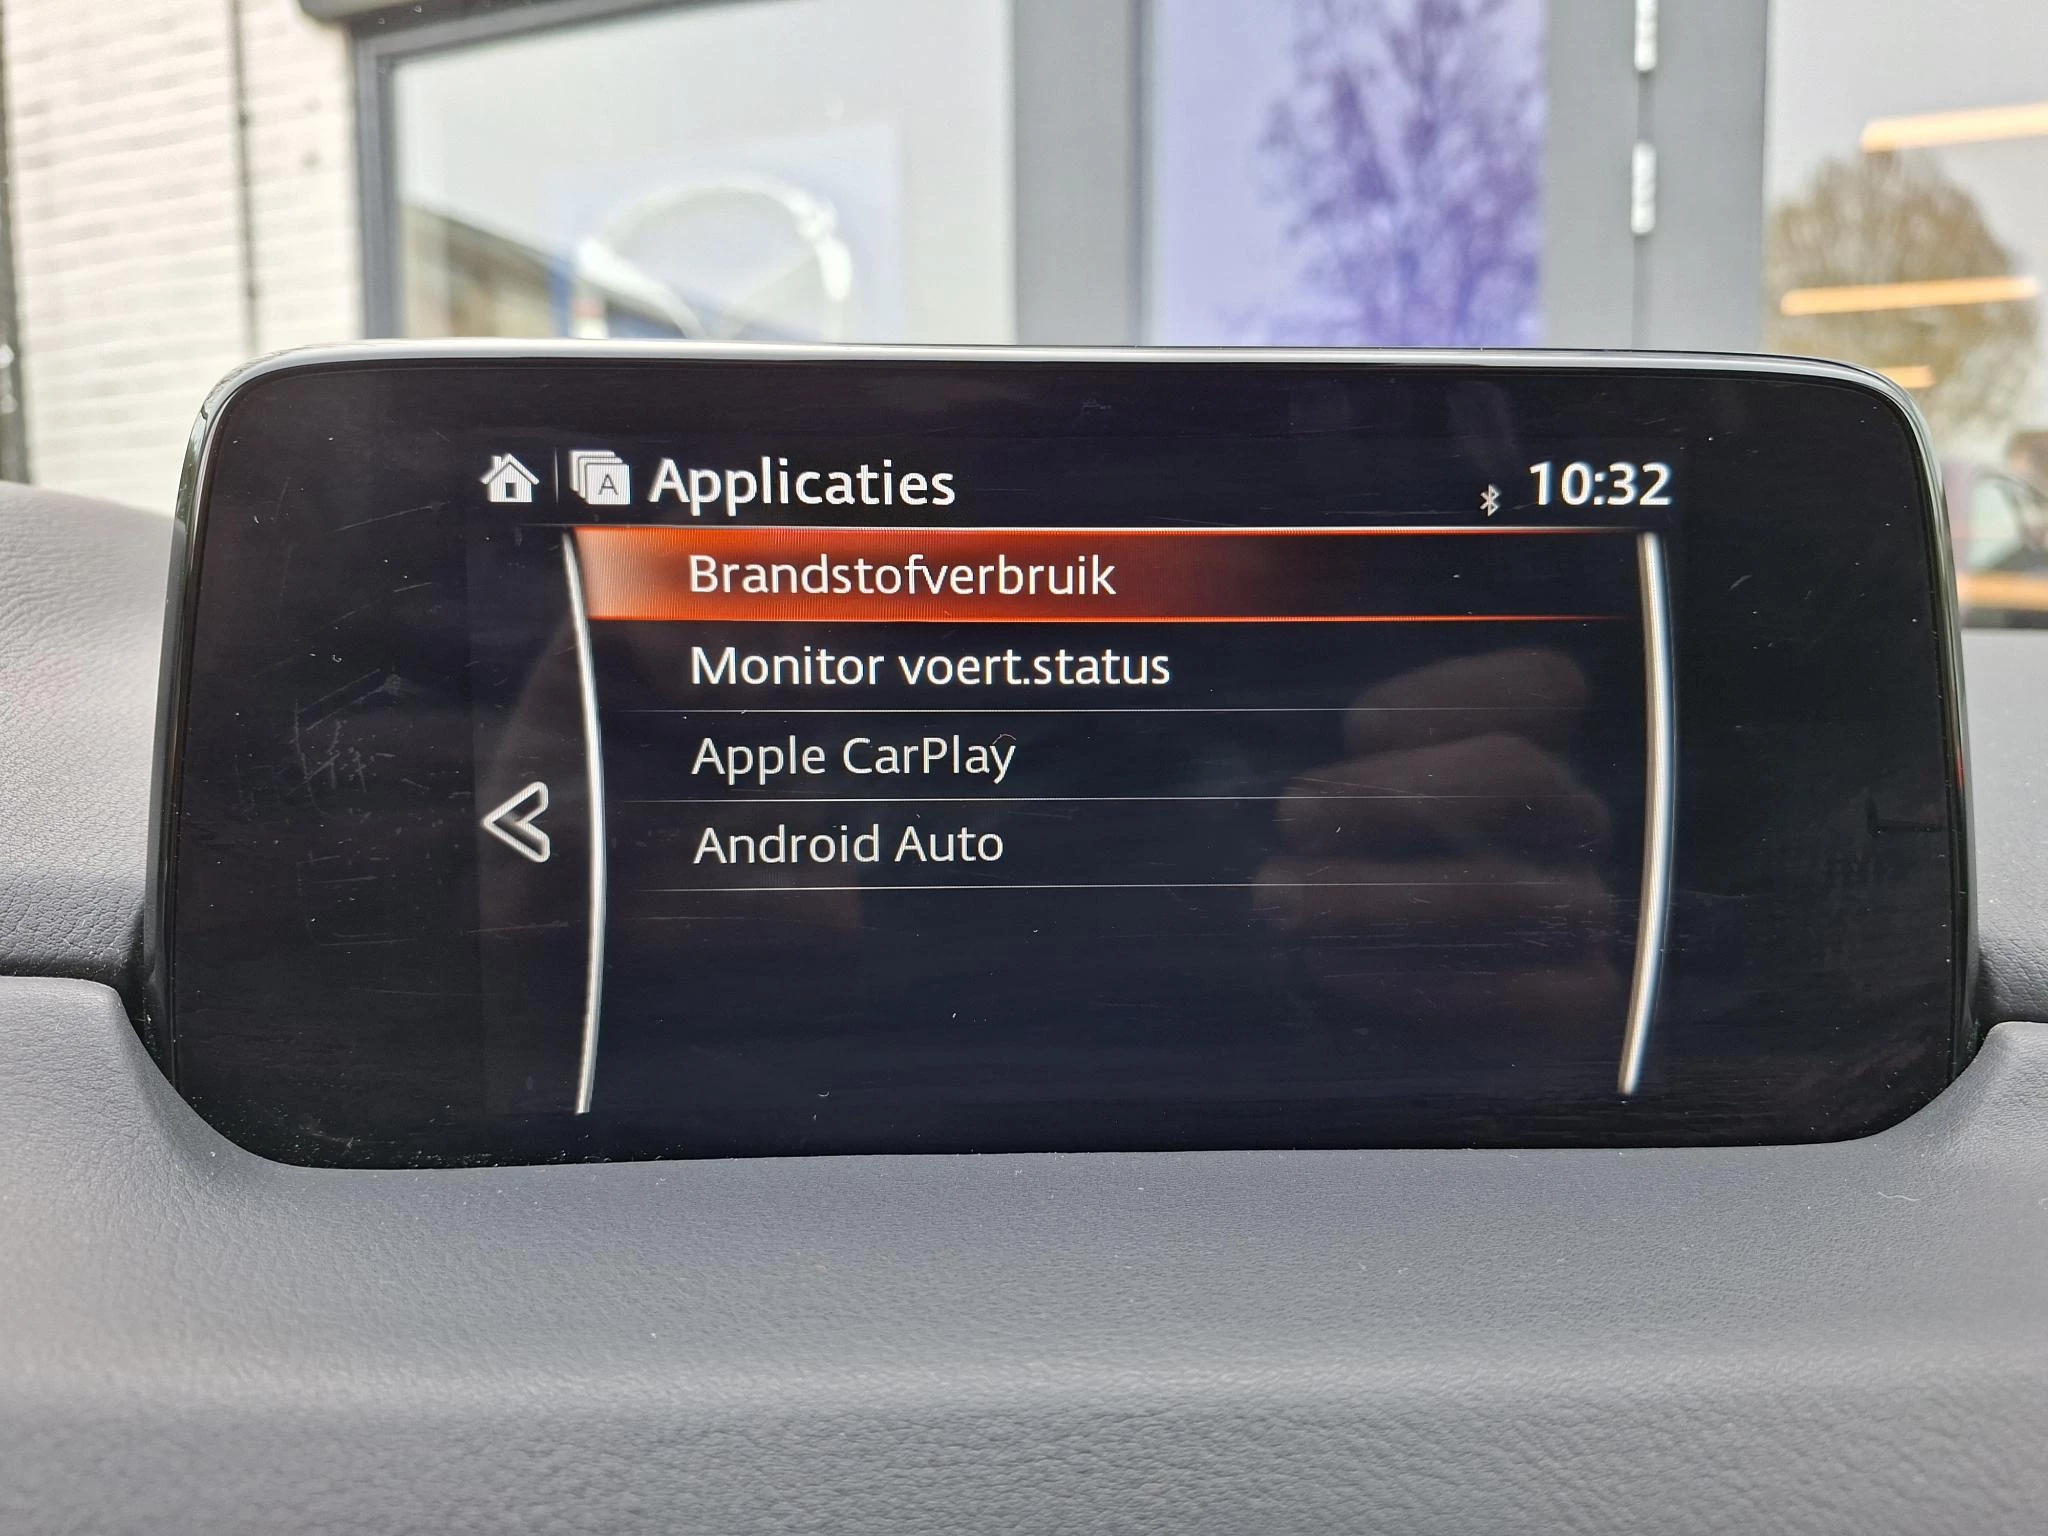 Applicaties 10:32
Brandstofverbruik
Monitor voert.status
Apple CarPlay
Android Auto